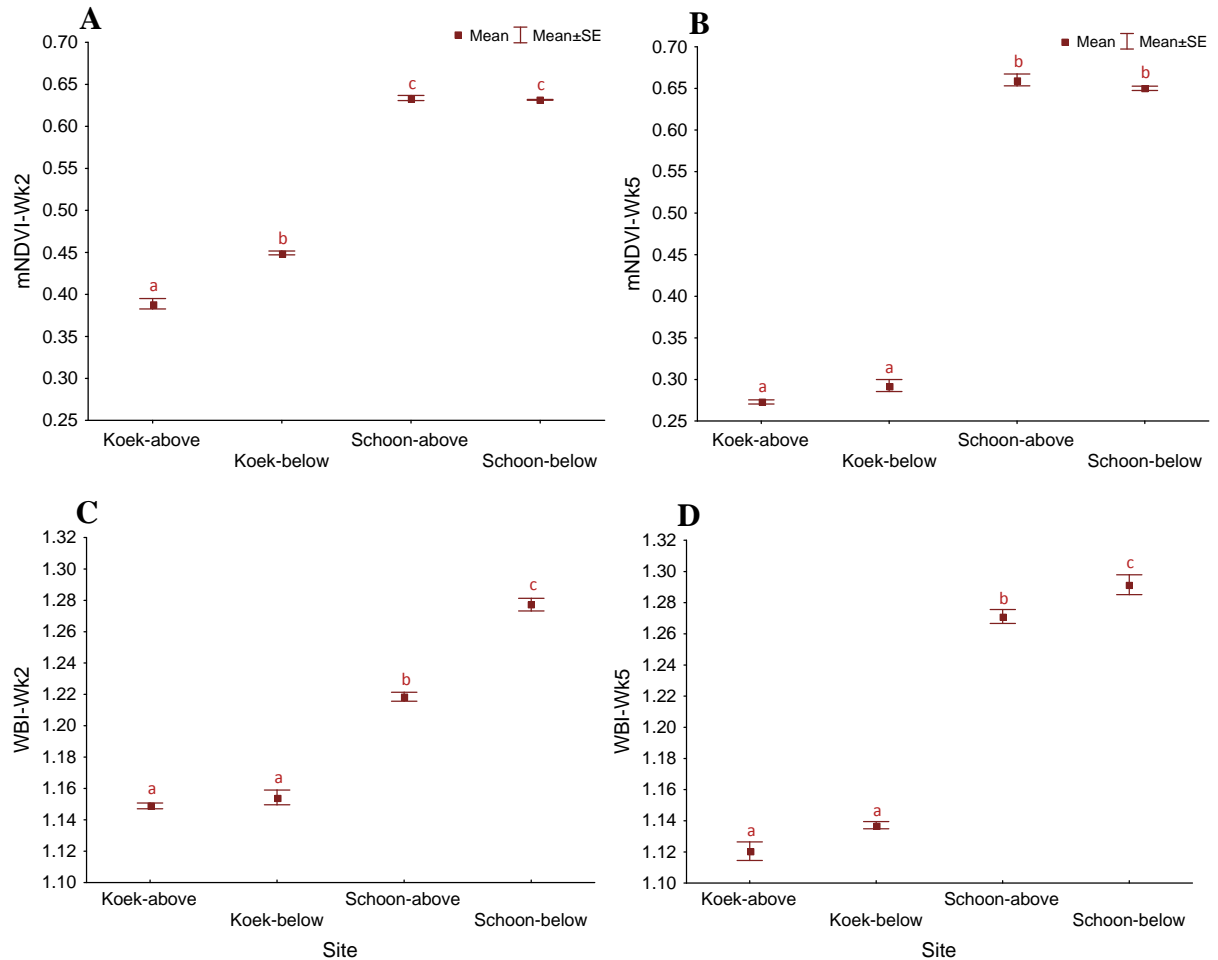 A
Mean Mean±SE
0.70
0.65
0.60
0.55
0.50
0.45
0.40
0.35
0.30
0.25
mNDVI-Wk2
a
b
c
c
Koek-above
Koek-below
Schoon-above
Schoon-below
B
Mean Mean±SE
0.70
0.65
0.60
0.55
0.50
0.45
0.40
0.35
0.30
0.25
mNDVI-Wk5
a
a
b
b
Koek-above
Koek-below
Schoon-above
Schoon-below
C
1.32
1.30
1.28
1.26
1.24
1.22
1.20
1.18
1.16
1.14
1.12
1.10
WBI-Wk2
a
a
b
c
Koek-above
Koek-below
Schoon-above
Schoon-below
Site
D
1.32
1.30
1.28
1.26
1.24
1.22
1.20
1.18
1.16
1.14
1.12
1.10
WBI-Wk5
a
a
b
c
Koek-above
Koek-below
Schoon-above
Schoon-below
Site